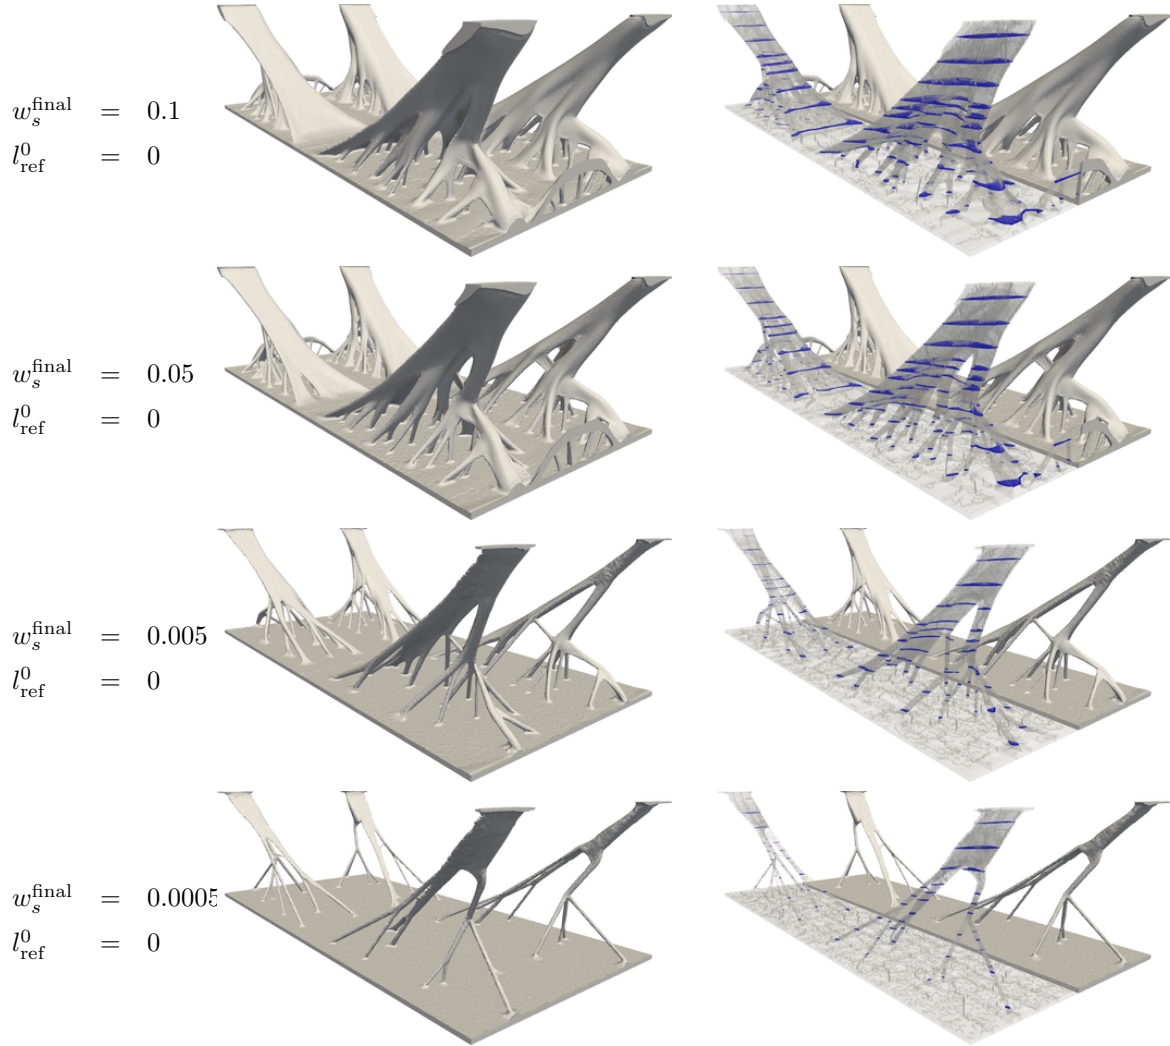 w_s^final = 0.1
l_ref^0 = 0
w_s^final = 0.05
l_ref^0 = 0
w_s^final = 0.005
l_ref^0 = 0
w_s^final = 0.0005
l_ref^0 = 0